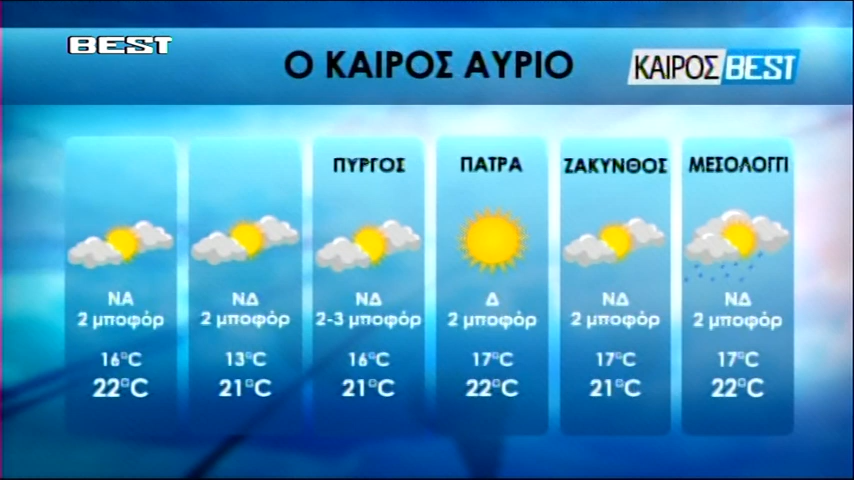 BEST
Ο ΚΑΙΡΟΣ ΑΥΡΙΟ
ΚΑΙΡΟΣ BEST
ΠΥΡΓΟΣ ΠΑΤΡΑ ΖΑΚΥΝΘΟΣ ΜΕΣΟΛΟΓΓΙ
ΝΑ ΝΔ ΝΔ Δ ΝΔ ΝΔ
2 μποφόρ 2 μποφόρ 2-3 μποφόρ 2 μποφόρ 2 μποφόρ 2 μποφόρ
16°C 13°C 16°C 17°C 17°C 17°C
22°C 21°C 21°C 22°C 21°C 22°C